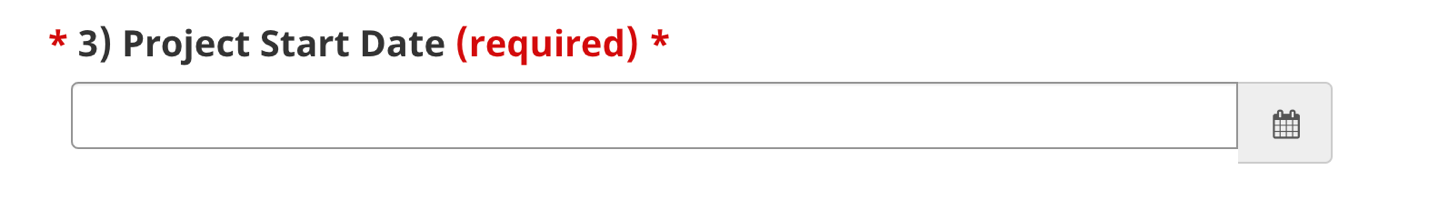 * 3) Project Start Date (required) *